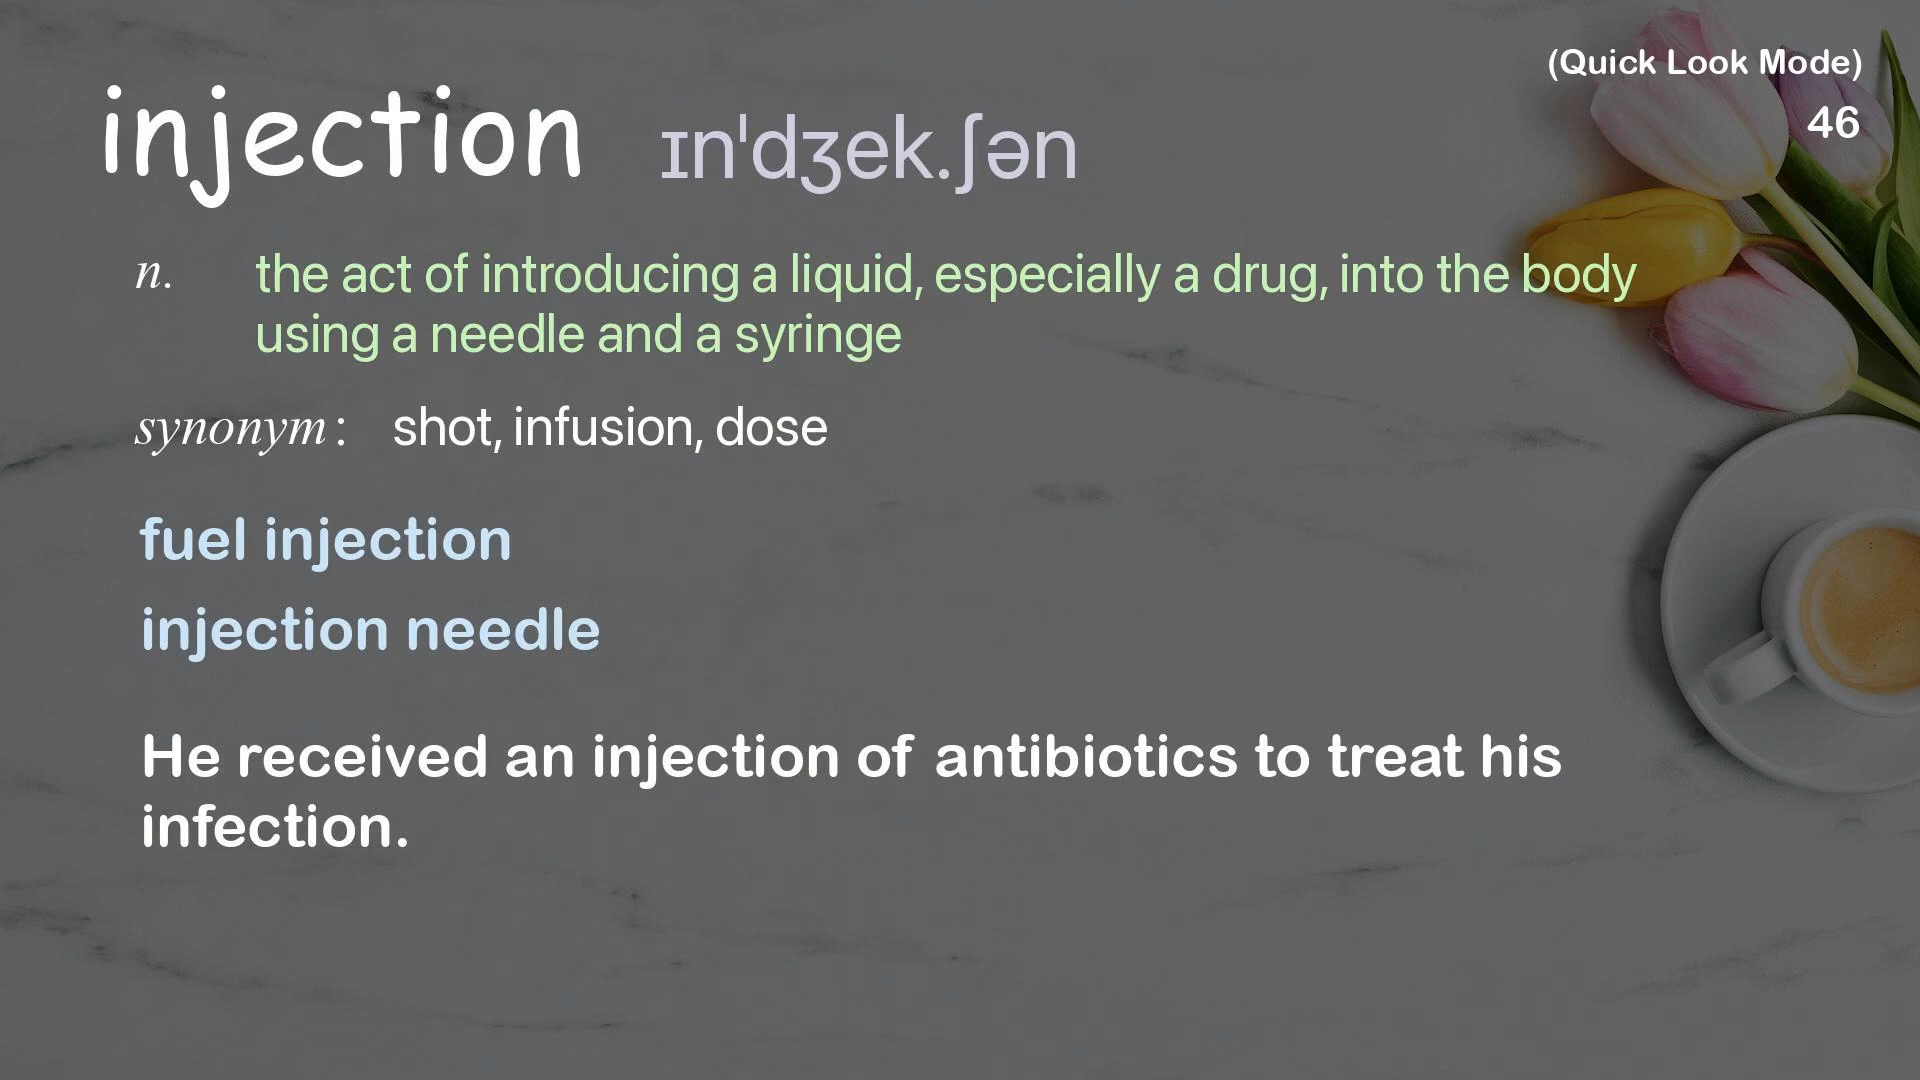 (Quick Look Mode)
46
injection ɪnˈdʒek.ʃən
n. the act of introducing a liquid, especially a drug, into the body
using a needle and a syringe
synonym: shot, infusion, dose
fuel injection
injection needle
He received an injection of antibiotics to treat his
infection.